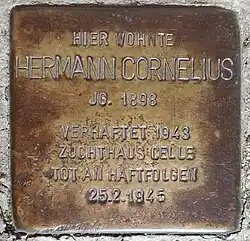 HIER WOHNTE
HERMANN CORNELIUS
JG. 1898
VERHAFTET 1943
ZUCHTHAUS CELLE
TOT AN HAFTFOLGEN
25.2.1945